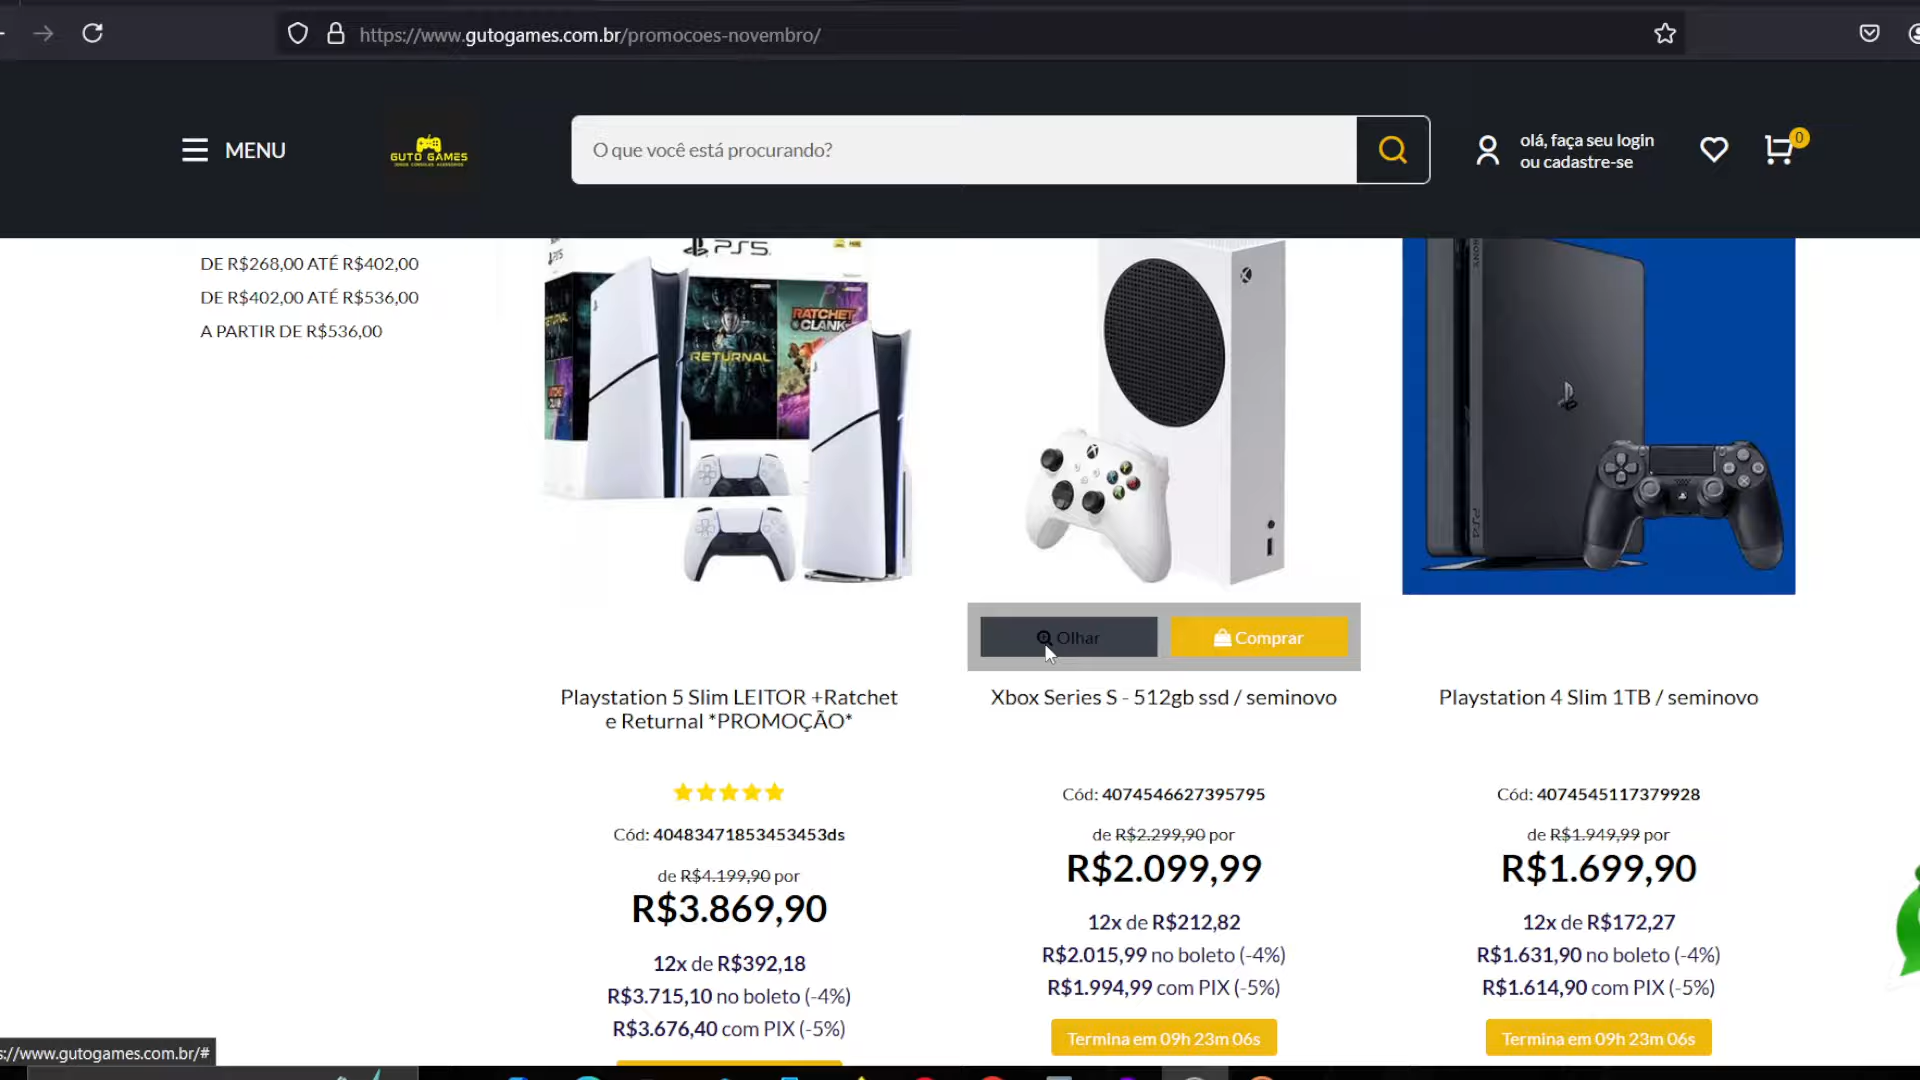 https://www.gutogames.com.br/promocoes-novembro/
MENU
GUTO GAMES
O que você está procurando?
olá, faça seu login
ou cadastre-se
0
DE R$268,00 ATÉ R$402,00
DE R$402,00 ATÉ R$536,00
A PARTIR DE R$536,00
PS5
RETURNAL
RATCHET
CLANK
SONY
PS4
Olhar
Comprar
Playstation 5 Slim LEITOR +Ratchet
e Returnal *PROMOÇÃO*
Cód: 40483471853453453ds
de R$4.199,90 por
R$3.869,90
12x de R$392,18
R$3.715,10 no boleto (-4%)
R$3.676,40 com PIX (-5%)
Xbox Series S - 512gb ssd / seminovo
Cód: 4074546627395795
de R$2.299,90 por
R$2.099,99
12x de R$212,82
R$2.015,99 no boleto (-4%)
R$1.994,99 com PIX (-5%)
Termina em 09h 23m 06s
Playstation 4 Slim 1TB / seminovo
Cód: 4074545117379928
de R$1.949,99 por
R$1.699,90
12x de R$172,27
R$1.631,90 no boleto (-4%)
R$1.614,90 com PIX (-5%)
Termina em 09h 23m 06s
s://www.gutogames.com.br/#